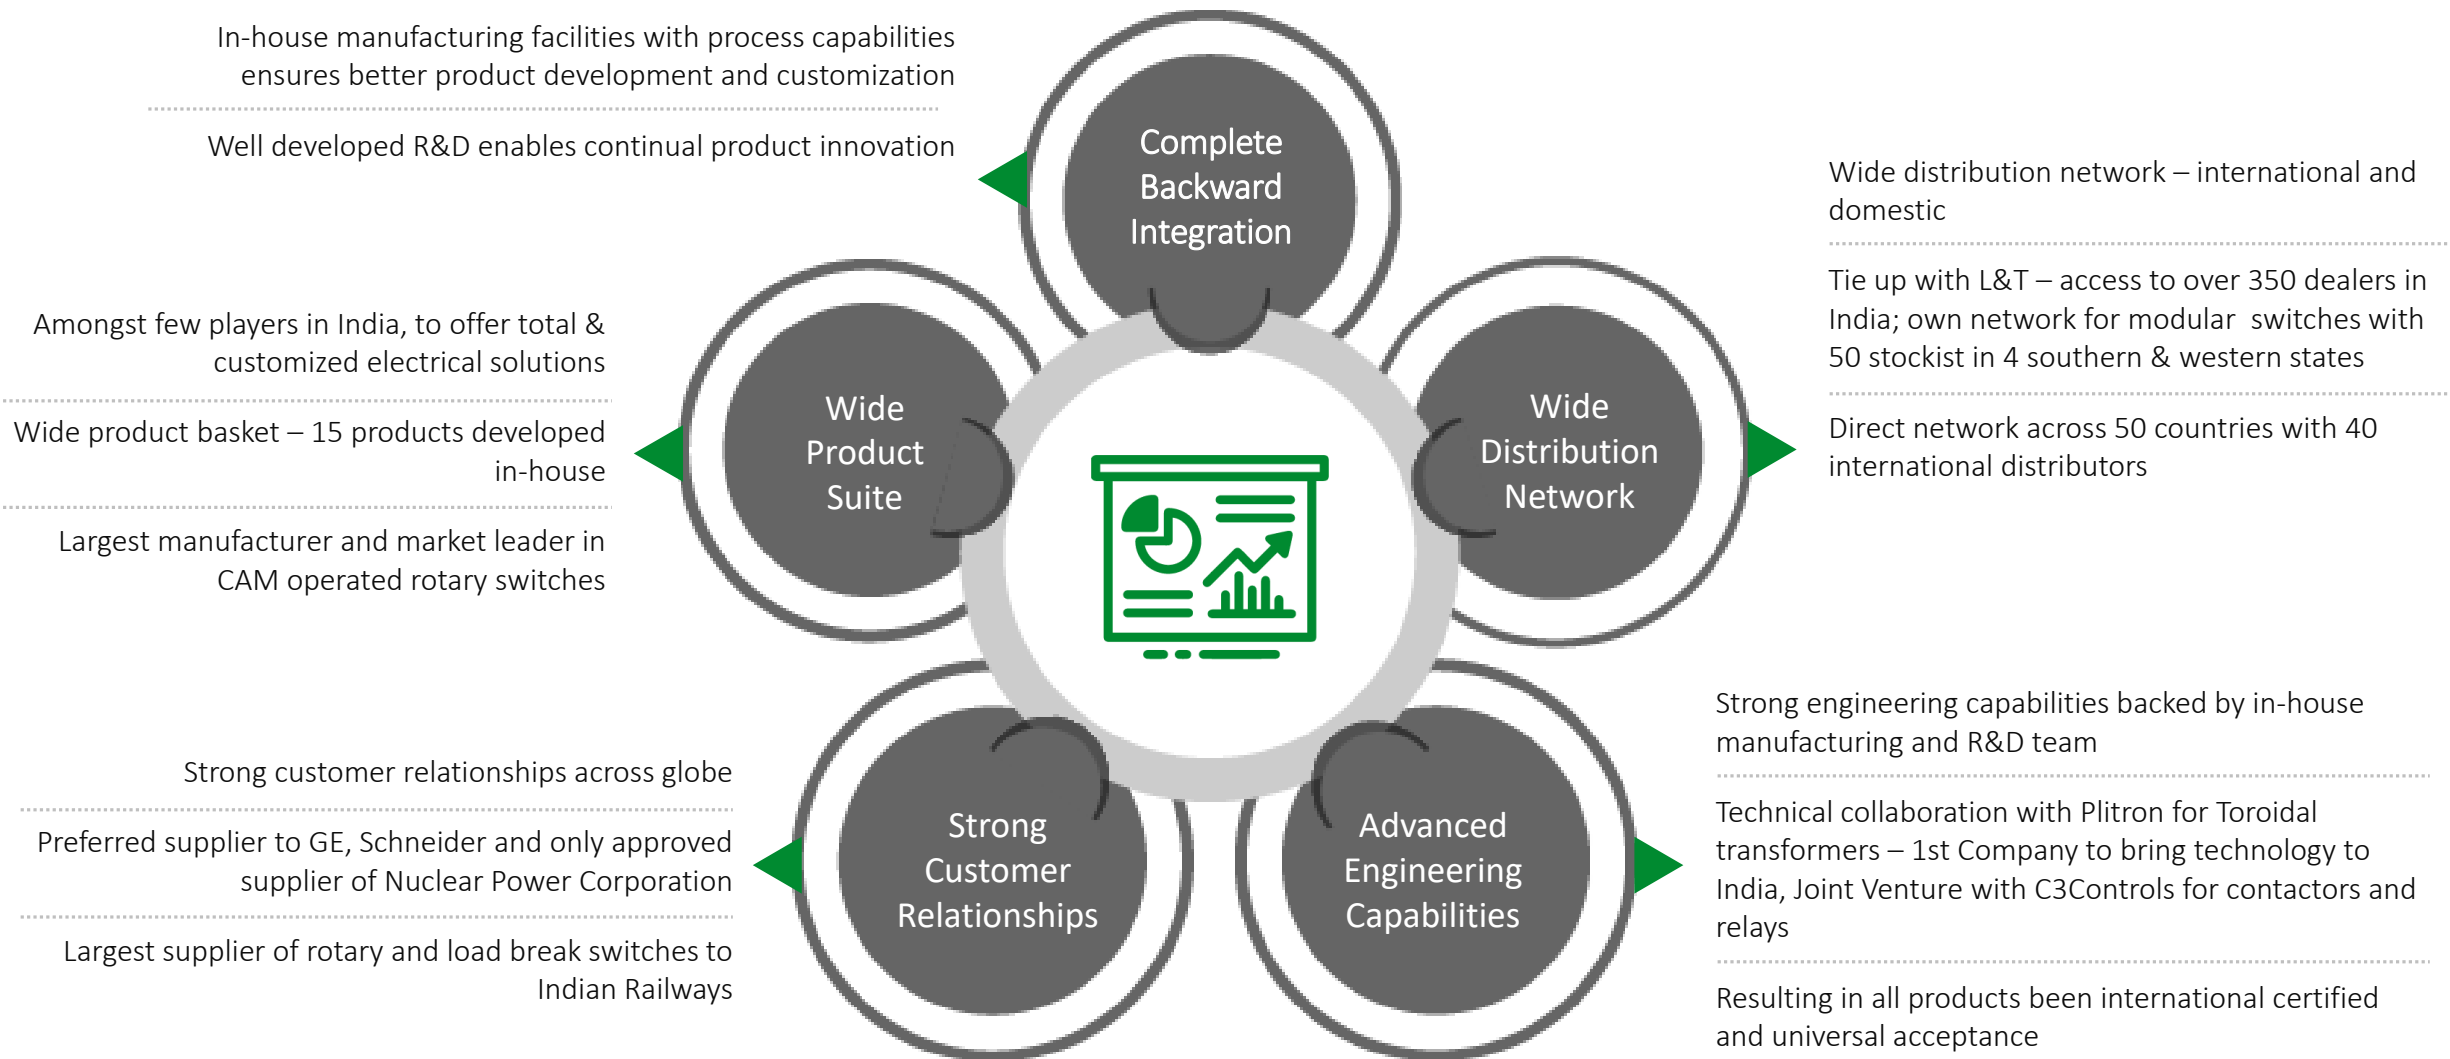 In-house manufacturing facilities with process capabilities
ensures better product development and customization
Well developed R&D enables continual product innovation
Complete
Backward
Integration
Wide distribution network – international and
domestic
Tie up with L&T – access to over 350 dealers in
India; own network for modular  switches with
50 stockist in 4 southern & western states
Direct network across 50 countries with 40
international distributors
Wide
Distribution
Network
Amongst few players in India, to offer total &
customized electrical solutions
Wide product basket – 15 products developed
in-house
Largest manufacturer and market leader in
CAM operated rotary switches
Wide
Product
Suite
Strong customer relationships across globe
Preferred supplier to GE, Schneider and only approved
supplier of Nuclear Power Corporation
Largest supplier of rotary and load break switches to
Indian Railways
Strong
Customer
Relationships
Advanced
Engineering
Capabilities
Strong engineering capabilities backed by in-house
manufacturing and R&D team
Technical collaboration with Plitron for Toroidal
transformers – 1st Company to bring technology to
India, Joint Venture with C3Controls for contactors and
relays
Resulting in all products been international certified
and universal acceptance